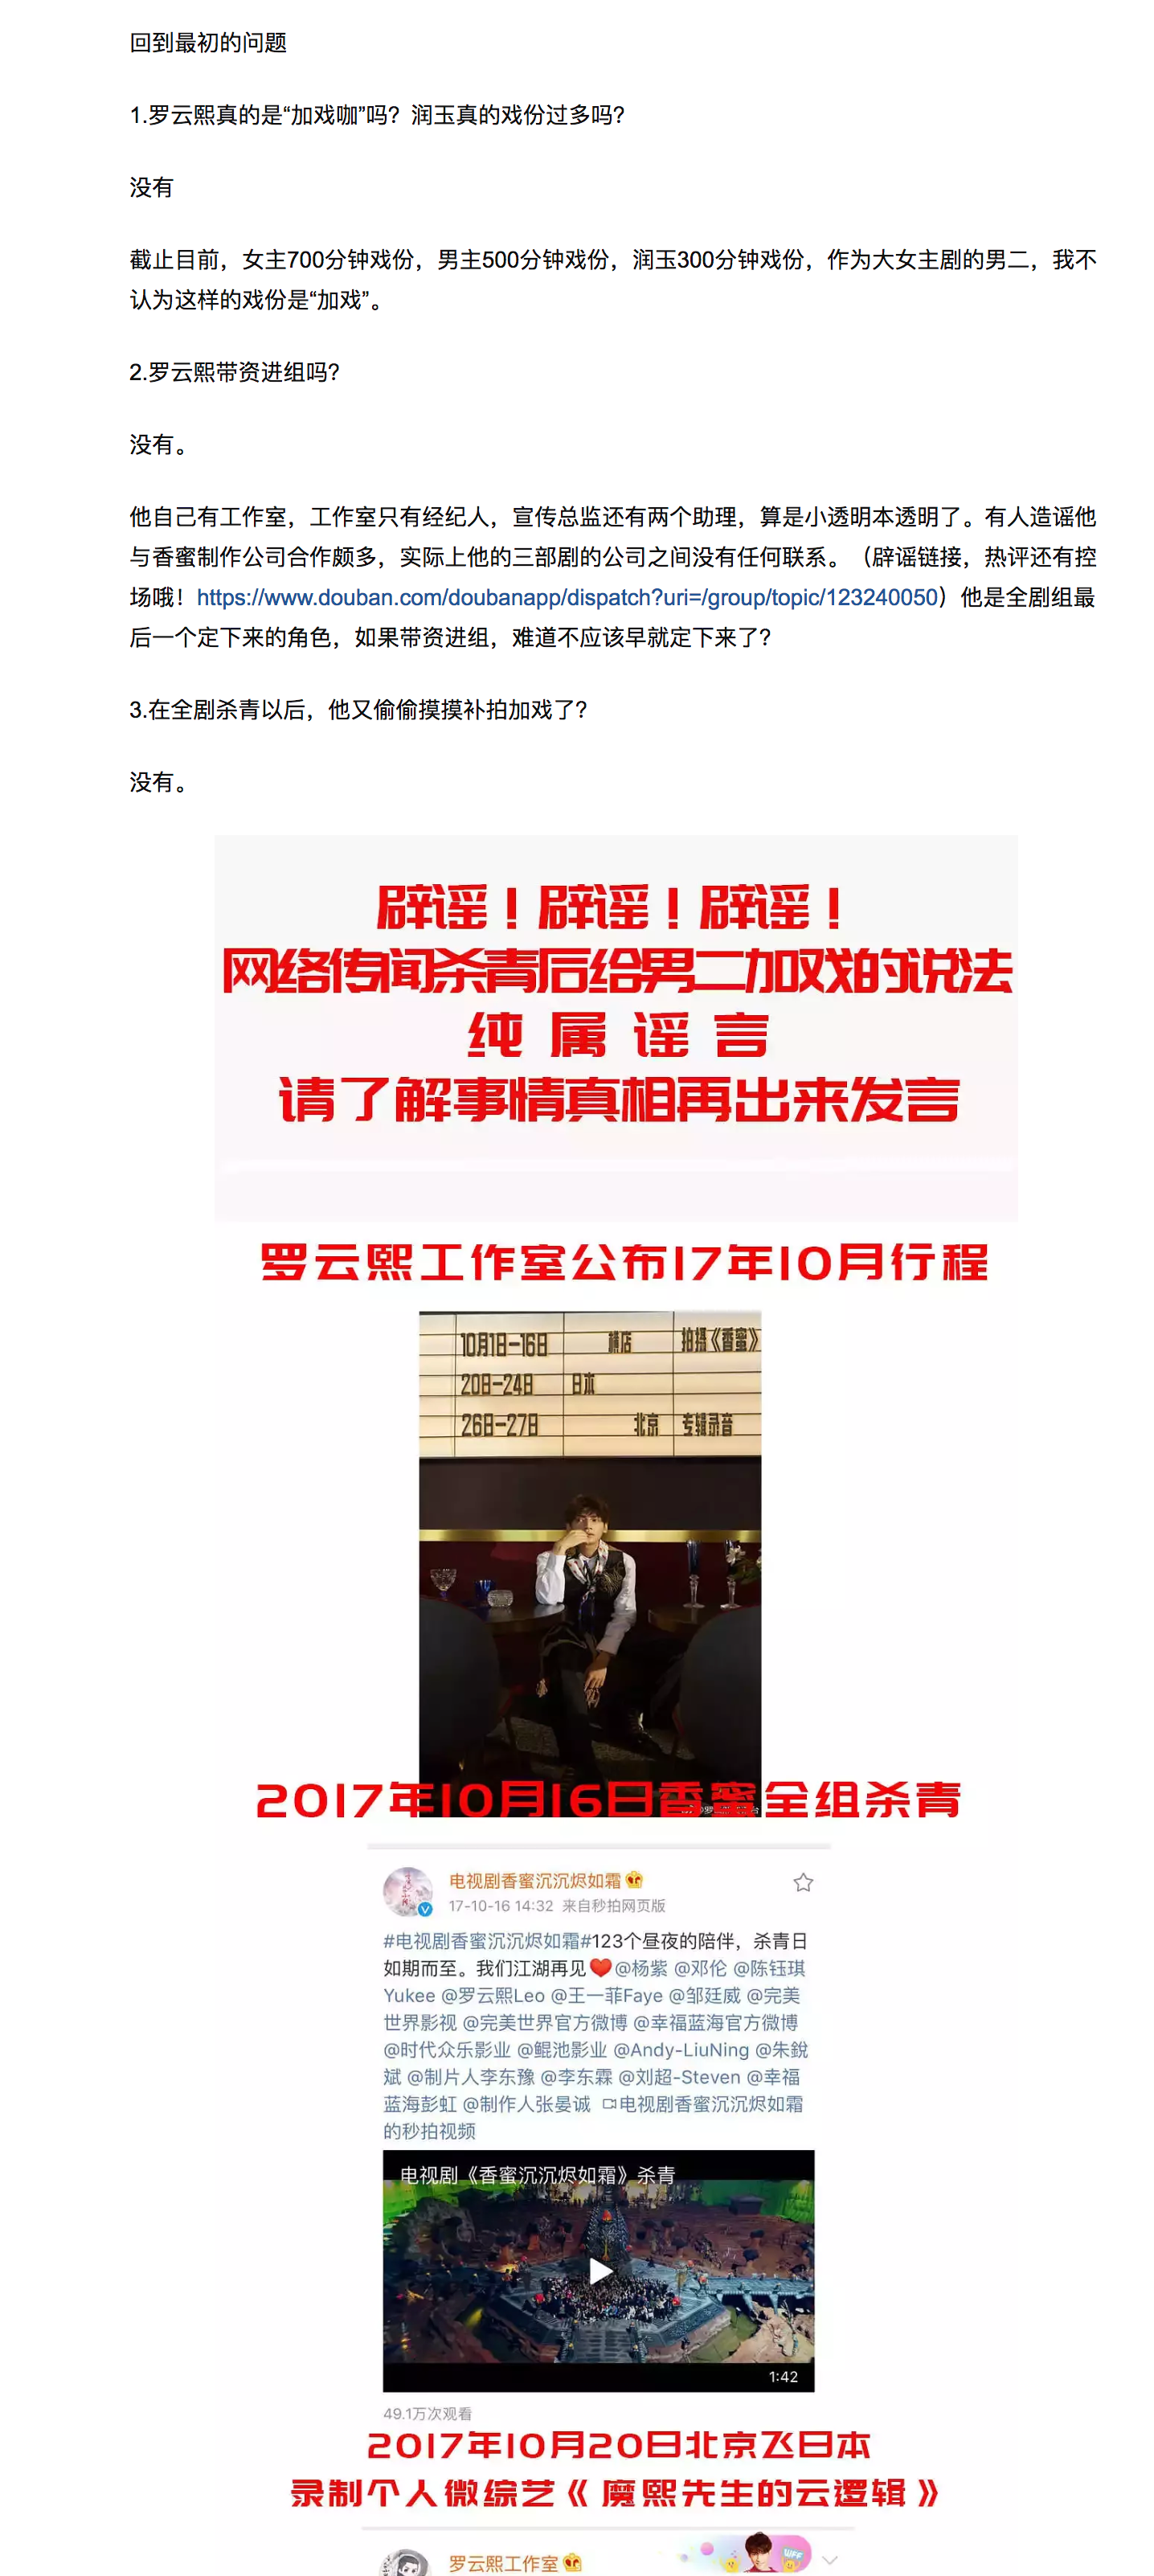 回到最初的问题
1.罗云熙真的是“加戏咖”吗？润玉真的戏份过多吗？
没有
截止目前，女主700分钟戏份，男主500分钟戏份，润玉300分钟戏份，作为大女主剧的男二，我不
认为这样的戏份是“加戏”。
2.罗云熙带资进组吗？
没有。
他自己有工作室，工作室只有经纪人，宣传总监还有两个助理，算是小透明本透明了。有人造谣他
与香蜜制作公司合作颇多，实际上他的三部剧的公司之间没有任何联系。（辟谣链接，热评还有控
场哦！https://www.douban.com/doubanapp/dispatch?uri=/group/topic/123240050）他是全剧组最
后一个定下来的角色，如果带资进组，难道不应该早就定下来了？
3.在全剧杀青以后，他又偷偷摸摸补拍加戏了？
没有。
辟谣！辟谣！辟谣！
网络传闻杀青后给男二加戏的说法
纯属谣言
请了解事情真相再出来发言
罗云熙工作室公布17年10月行程
10月1日-16日 横店 拍摄《香蜜》
20日-24日 日本
26日-27日 北京 专辑录音
2017年10月16日香蜜全组杀青
电视剧香蜜沉沉烬如霜
17-10-16 14:32 来自秒拍网页版
#电视剧香蜜沉沉烬如霜#123个昼夜的陪伴，杀青日
如期而至。我们江湖再见❤@杨紫 @邓伦 @陈钰琪
Yukee @罗云熙Leo @王一菲Faye @邹廷威 @完美
世界影视 @完美世界官方微博 @幸福蓝海官方微博
@时代众乐影业 @鲲池影业 @Andy-LiuNing @朱銳
斌 @制片人李东豫 @李东霖 @刘超-Steven @幸福
蓝海彭虹 @制作人张晏诚 电视剧香蜜沉沉烬如霜
的秒拍视频
电视剧《香蜜沉沉烬如霜》杀青
1:42
49.1万次观看
2017年10月20日北京飞日本
录制个人微综艺《魔熙先生的云逻辑》
罗云熙工作室